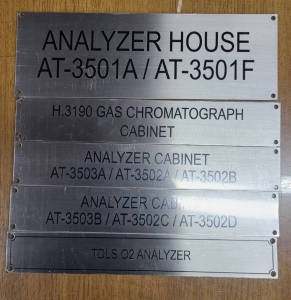 ANALYZER HOUSE
AT-3501A / AT-3501F
H.3190 GAS CHROMATOGRAPH
CABINET
ANALYZER CABINET
AT-3503A / AT-3502A / AT-3502B
ANALYZER CABINET
AT-3503B / AT-3502C / AT-3502D
TDLS O2 ANALYZER